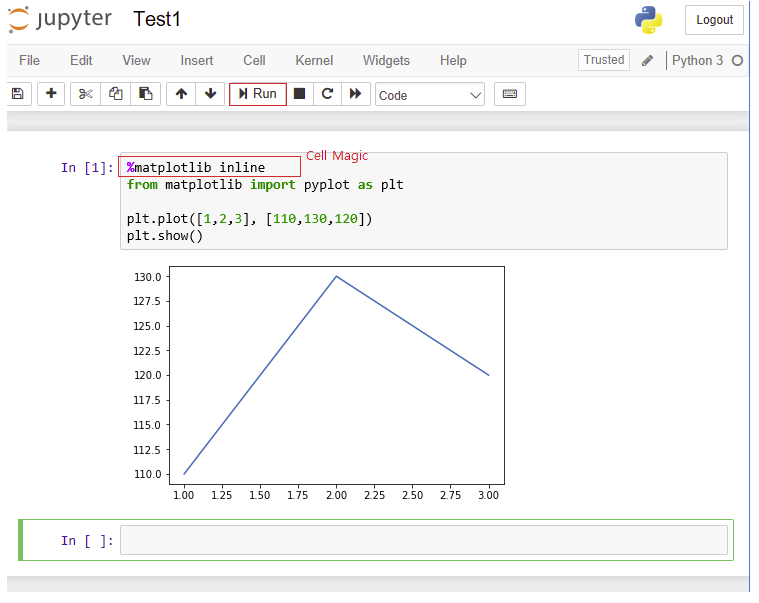 jupyter Test1 Logout
File Edit View Insert Cell Kernel Widgets Help Trusted Python 3
Run Code
Cell Magic
In [1]: %matplotlib inline
from matplotlib import pyplot as plt
plt.plot([1,2,3], [110,130,120])
plt.show()
130.0
127.5
125.0
122.5
120.0
117.5
115.0
112.5
110.0
1.00 1.25 1.50 1.75 2.00 2.25 2.50 2.75 3.00
In [ ]: